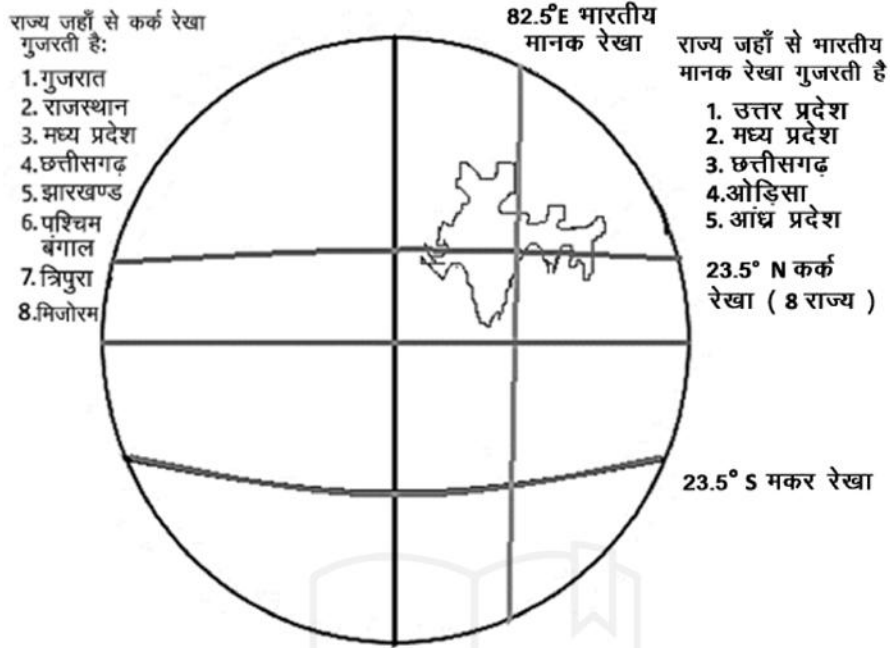 राज्य जहाँ से कर्क रेखा
गुजरती है:
1.गुजरात
2. राजस्थान
3. मध्य प्रदेश
4.छत्तीसगढ़
5.झारखण्ड
6.पश्चिम
बंगाल
7.त्रिपुरा
8.मिजोरम
82.5°E भारतीय
मानक रेखा
राज्य जहाँ से भारतीय
मानक रेखा गुजरती है
1. उत्तर प्रदेश
2. मध्य प्रदेश
3. छत्तीसगढ़
4.ओड़िसा
5. आंध्र प्रदेश
23.5° N कर्क
रेखा ( 8 राज्य )
23.5° S मकर रेखा